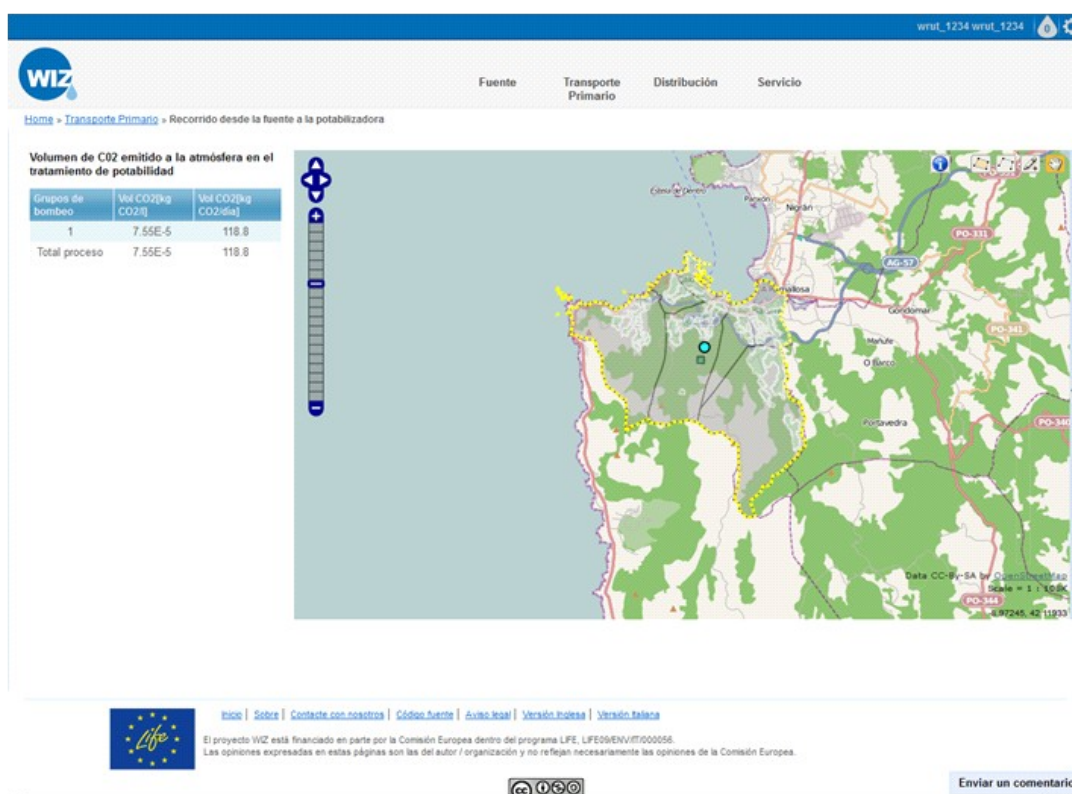 wrut_1234 wrut_1234
0
WIZ
Fuente
Transporte
Primario
Distribución
Servicio
Home » Transporte Primario » Recorrido desde la fuente a la potabilizadora
Volumen de C02 emitido a la atmósfera en el
tratamiento de potabilidad
Grupos de bombeo Vol CO2[kg CO2/l] Vol CO2[kg CO2/día]
1 7.55E-5 118.8
Total proceso 7.55E-5 118.8
Panxón
Nigrán
PO-331
AG-57
Gondomar
PO-341
Mañufe
O Barco
Portavedra
PO-340
Data CC-By-SA by OpenStreetMap
Scale = 1 : 109K
PO-344
Inicio | Sobre | Contacte con nosotros | Código fuente | Aviso legal | Versión Inglesa | Versión Italiana
Life
El proyecto WIZ está financiado en parte por la Comisión Europea dentro del programa LIFE, LIFE09/ENV/IT/000056.
Las opiniones expresadas en estas páginas son las del autor / organización y no reflejan necesariamente las opiniones de la Comisión Europea.
cc
Enviar un comentario